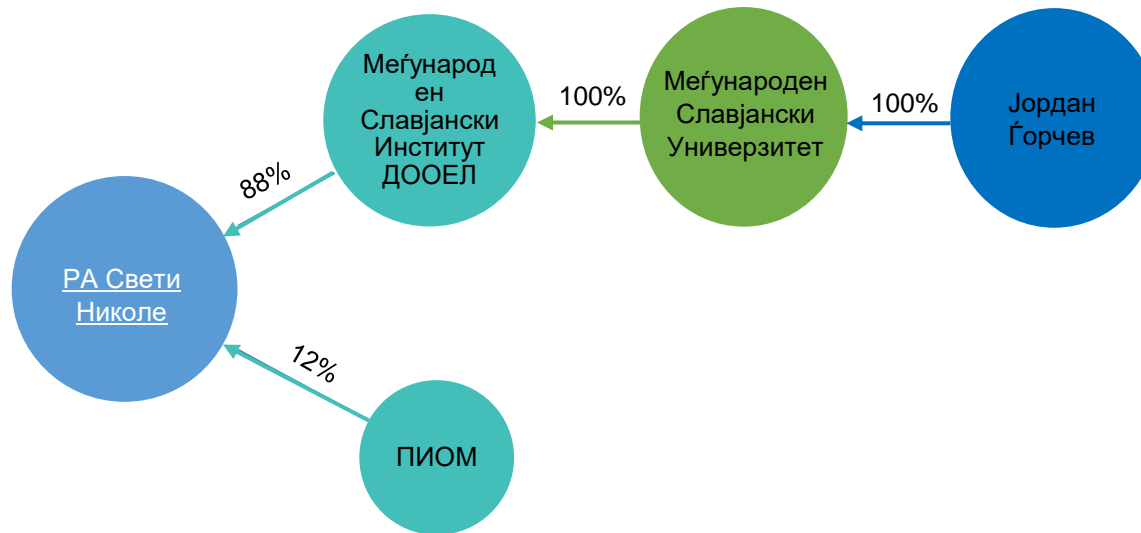 Меѓународ
ен
Славјански
Институт
ДООЕЛ
100%
Меѓународен
Славјански
Универзитет
100%
Јордан
Ѓорчев
88%
РА Свети
Николе
12%
ПИОМ